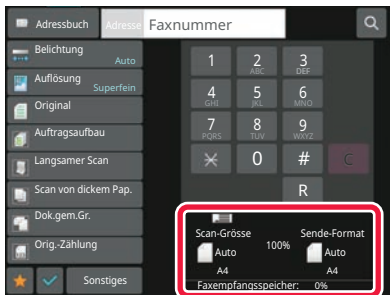 Adressbuch
Adresse Faxnummer
Belichtung
Auto
Auflösung
Superfein
Original
Auftragsaufbau
Langsamer Scan
Scan von dickem Pap.
Dok.gem.Gr.
Orig.-Zählung
Sonstiges
1 2 3
ABC DEF
4 5 6
GHI JKL MNO
7 8 9
PQRS TUV WXYZ
0 # C
R
Scan-Grösse Sende-Format
Auto 100% Auto
A4 A4
Faxempfangsspeicher: 0%